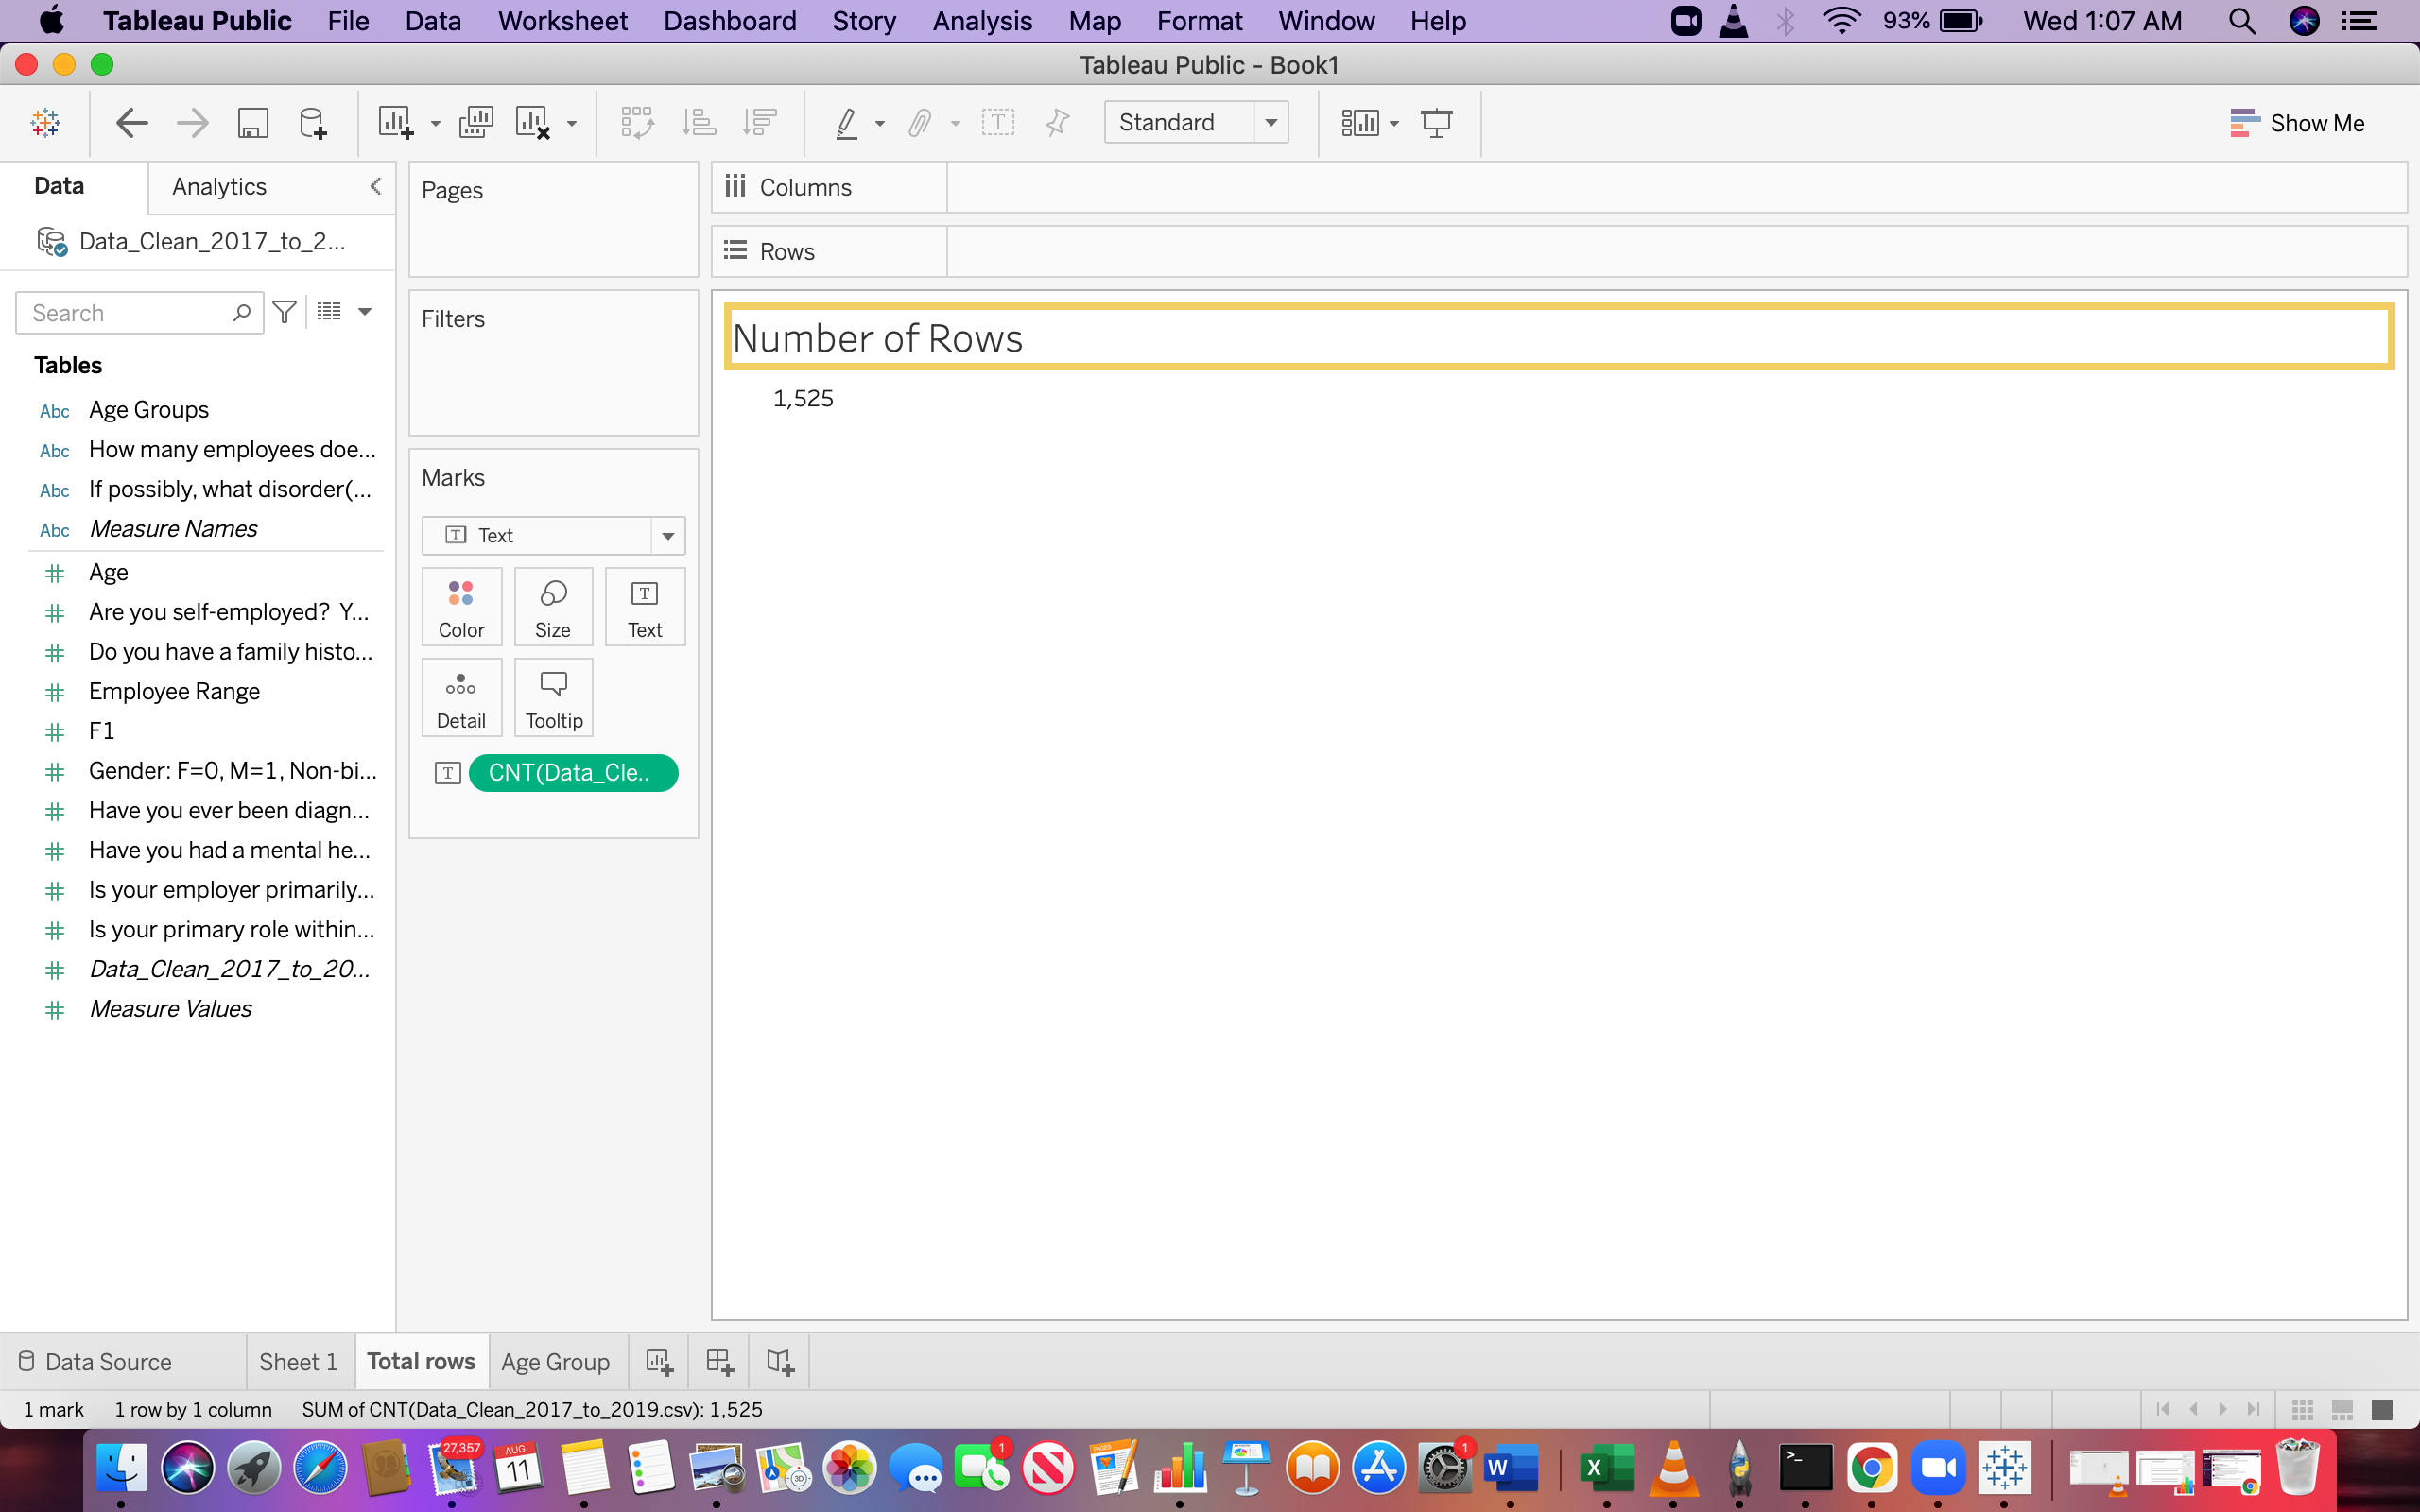 Tableau Public File Data Worksheet Dashboard Story Analysis Map Format Window Help 93% Wed 1:07 AM
Tableau Public - Book1
Standard Show Me
Data Analytics
Pages
Columns
Data_Clean_2017_to_2...
Rows
Search
Filters
Number of Rows
Tables
1,525
Abc Age Groups
Abc How many employees doe...
Abc If possibly, what disorder(...
Abc Measure Names
Marks
T Text
Color Size T Text
Detail Tooltip
T CNT(Data_Cle..
Age
Are you self-employed? Y...
Do you have a family histo...
Employee Range
F1
Gender: F=0, M=1, Non-bi...
Have you ever been diagn...
Have you had a mental he...
Is your employer primarily...
Is your primary role within...
Data_Clean_2017_to_20...
Measure Values
Data Source Sheet 1 Total rows Age Group
1 mark 1 row by 1 column SUM of CNT(Data_Clean_2017_to_2019.csv): 1,525
27,357 AUG 11 3D 1 PAGES 1 W X >_